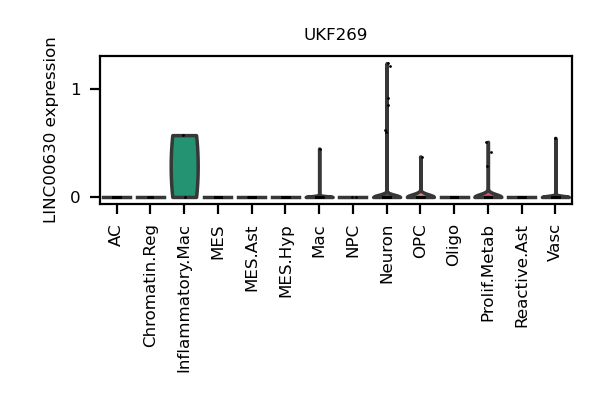 UKF269
LINC00630 expression
1
0
AC
Chromatin.Reg
Inflammatory.Mac
MES
MES.Ast
MES.Hyp
Mac
NPC
Neuron
OPC
Oligo
Prolif.Metab
Reactive.Ast
Vasc